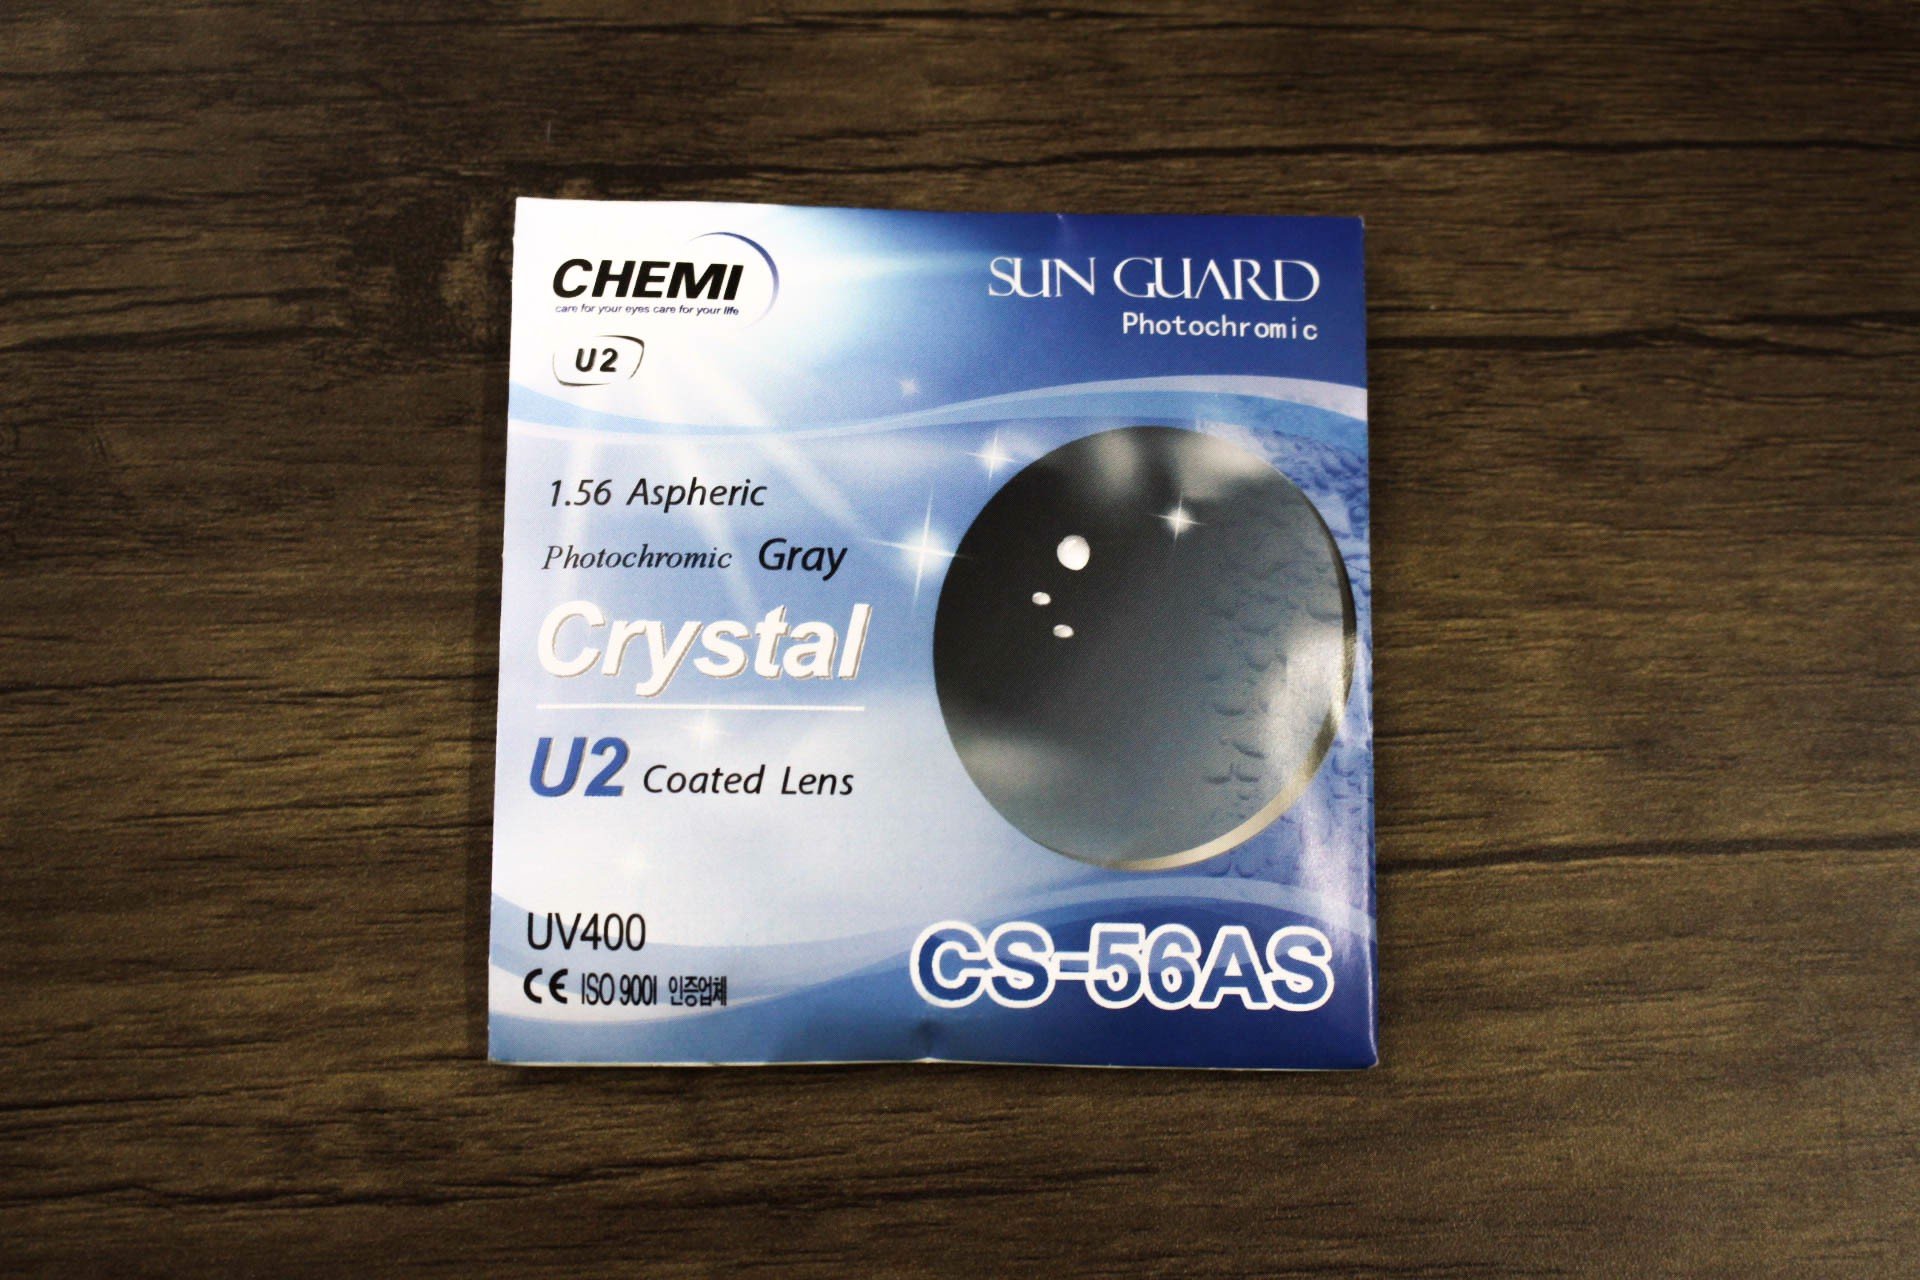 CHEMI
care for your eyes care for your life
U2
SUN GUARD
Photochromic
1.56 Aspheric
Photochromic Gray
Crystal
U2 Coated Lens
UV400
CE ISO 9001 인증업체
CS-56AS